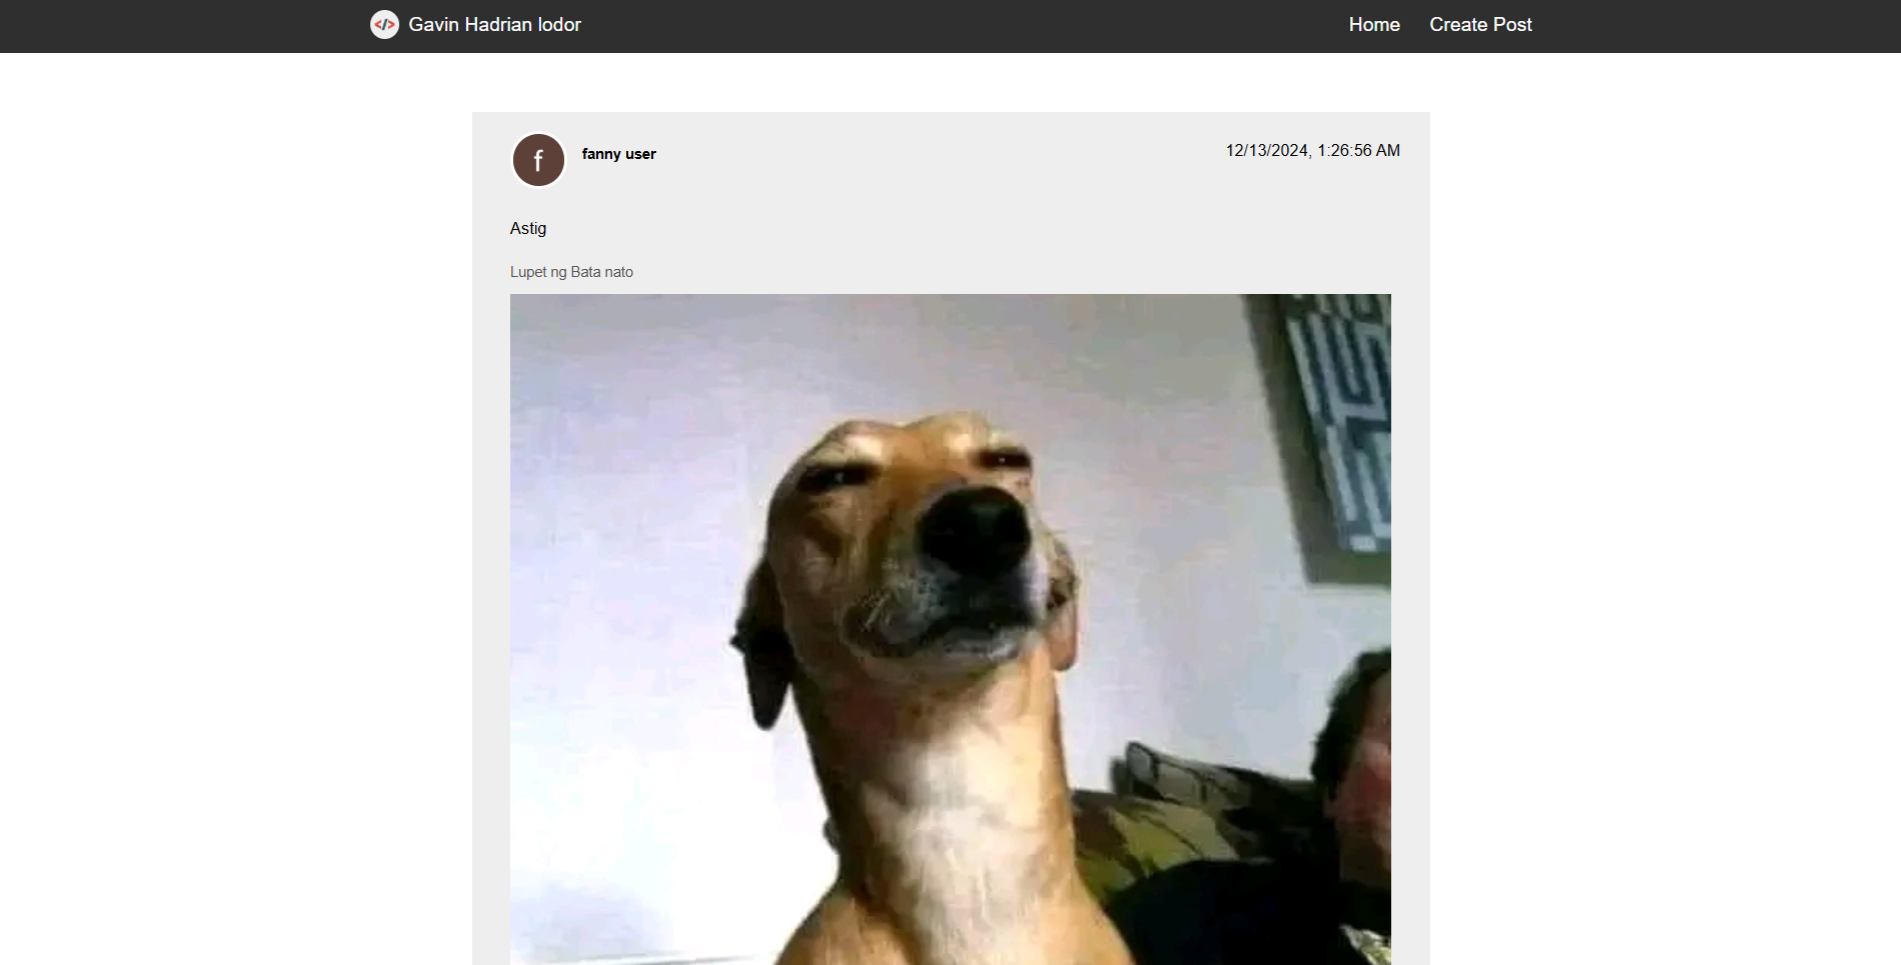 </> Gavin Hadrian lodor
Home
Create Post
f
fanny user
12/13/2024, 1:26:56 AM
Astig
Lupet ng Bata nato